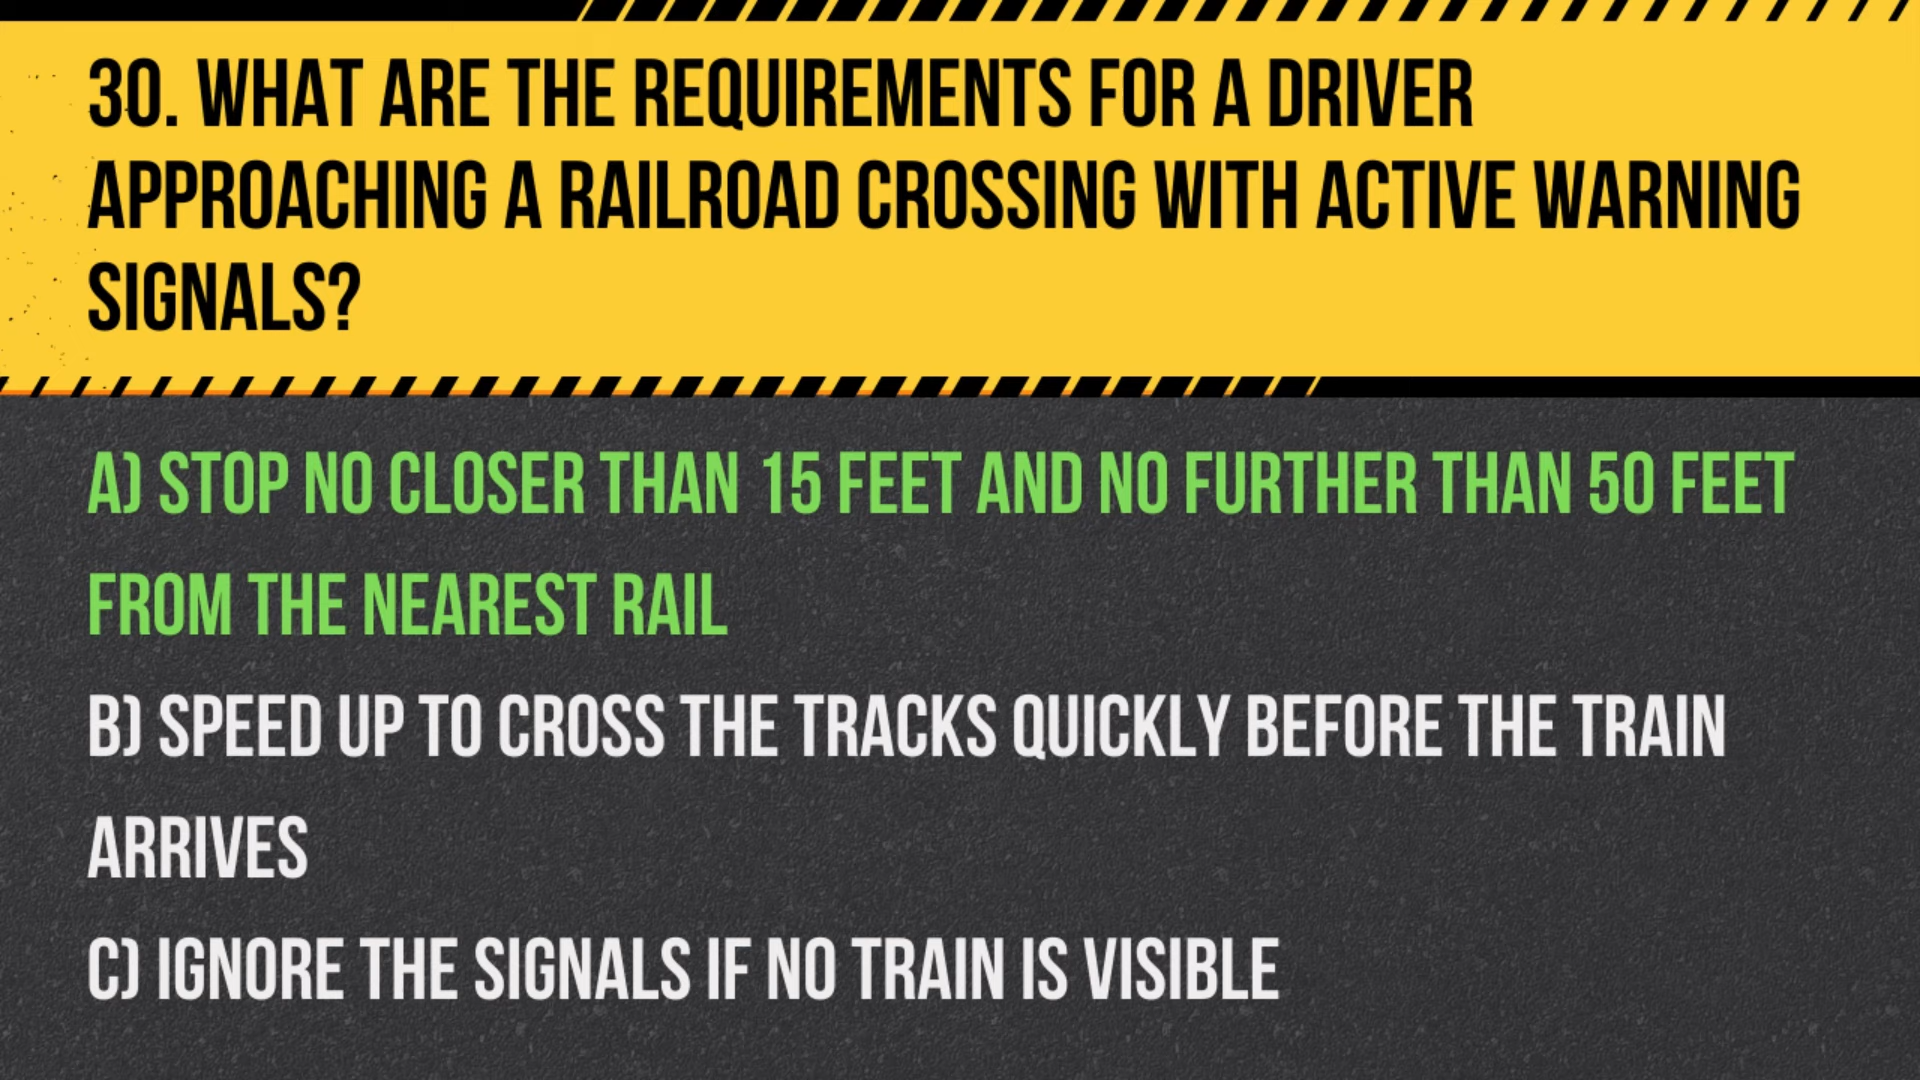 30. WHAT ARE THE REQUIREMENTS FOR A DRIVER
APPROACHING A RAILROAD CROSSING WITH ACTIVE WARNING
SIGNALS?
A) STOP NO CLOSER THAN 15 FEET AND NO FURTHER THAN 50 FEET
FROM THE NEAREST RAIL
B) SPEED UP TO CROSS THE TRACKS QUICKLY BEFORE THE TRAIN
ARRIVES
C) IGNORE THE SIGNALS IF NO TRAIN IS VISIBLE